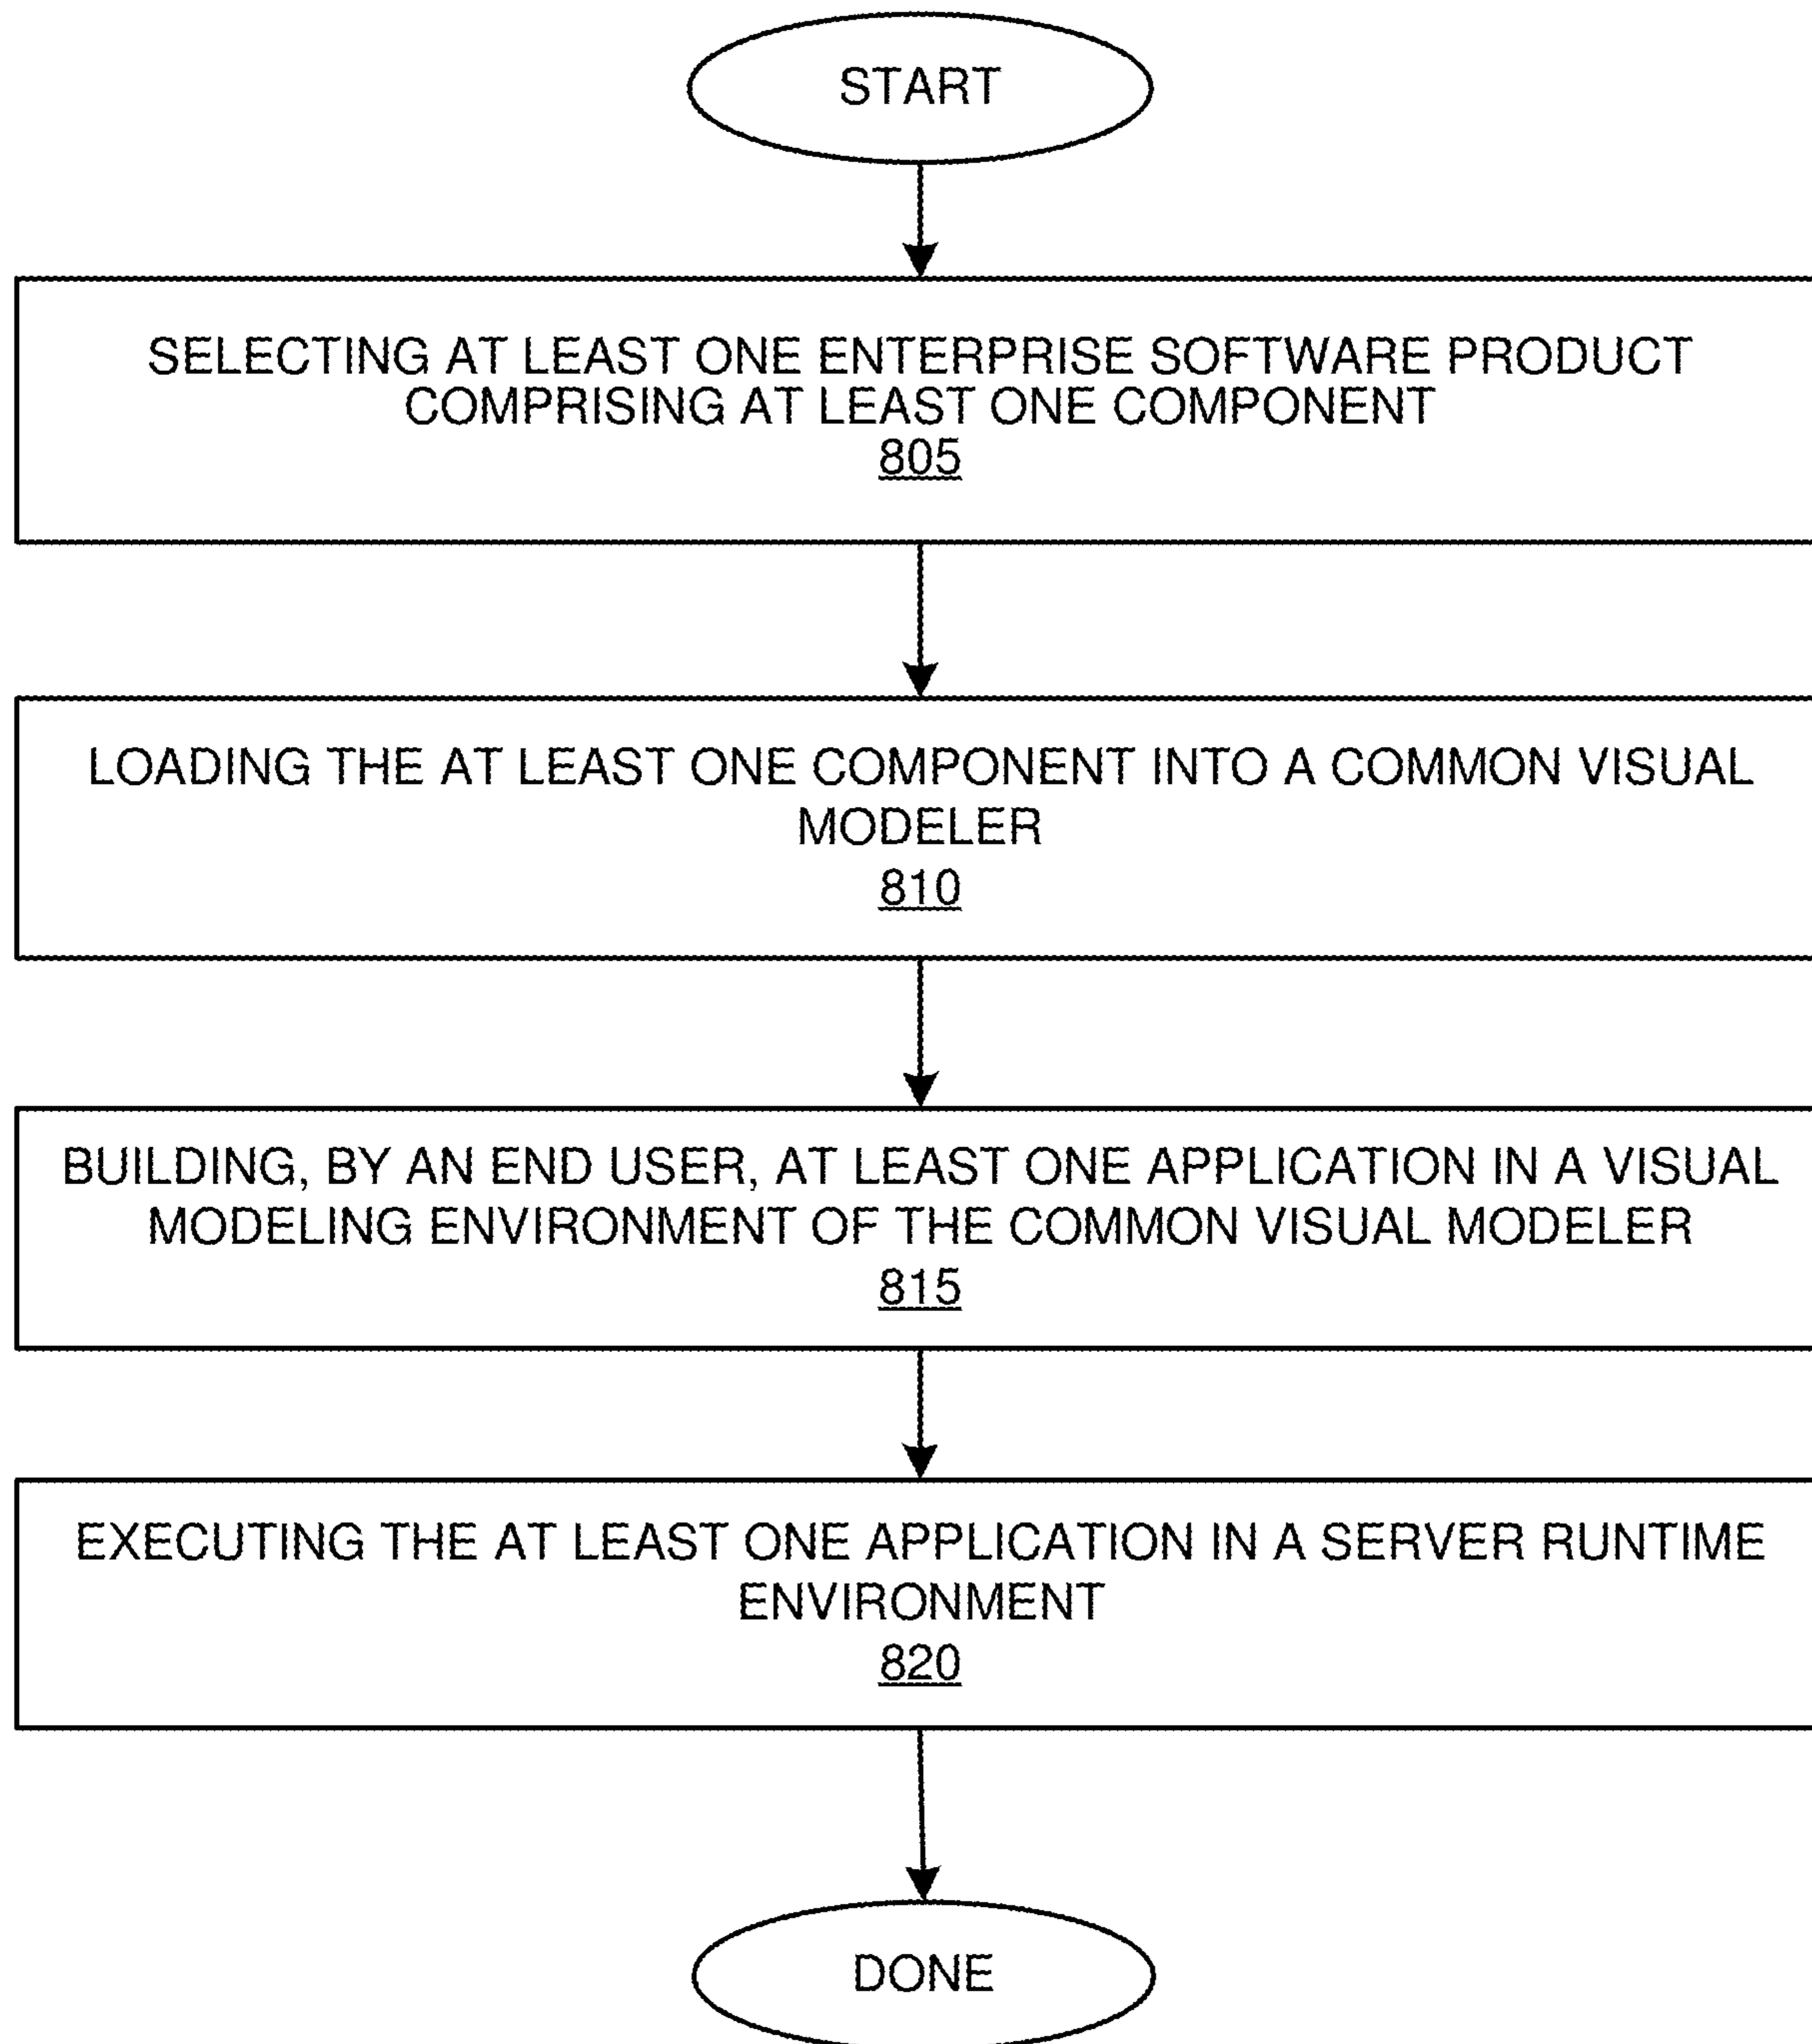 START
SELECTING AT LEAST ONE ENTERPRISE SOFTWARE PRODUCT
COMPRISING AT LEAST ONE COMPONENT
805
LOADING THE AT LEAST ONE COMPONENT INTO A COMMON VISUAL
MODELER
810
BUILDING, BY AN END USER, AT LEAST ONE APPLICATION IN A VISUAL
MODELING ENVIRONMENT OF THE COMMON VISUAL MODELER
815
EXECUTING THE AT LEAST ONE APPLICATION IN A SERVER RUNTIME
ENVIRONMENT
820
DONE